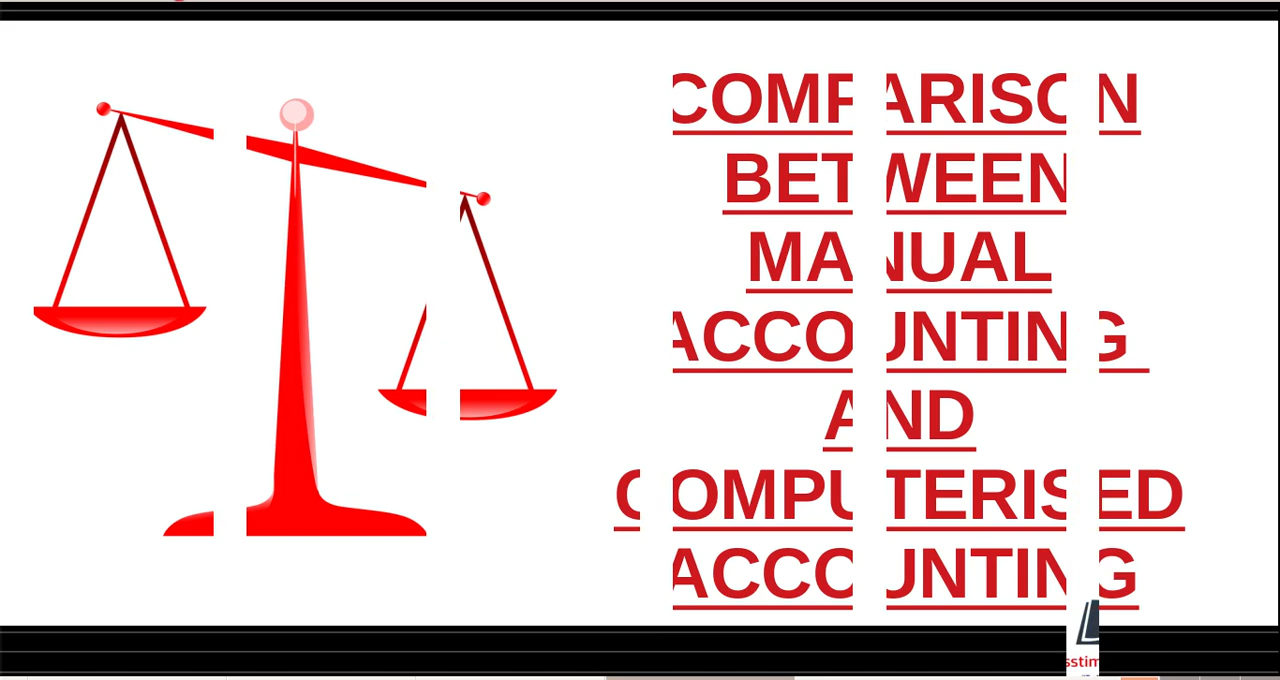 COMPARISON
BETWEEN
MANUAL
ACCOUNTING
AND
COMPUTERISED
ACCOUNTING